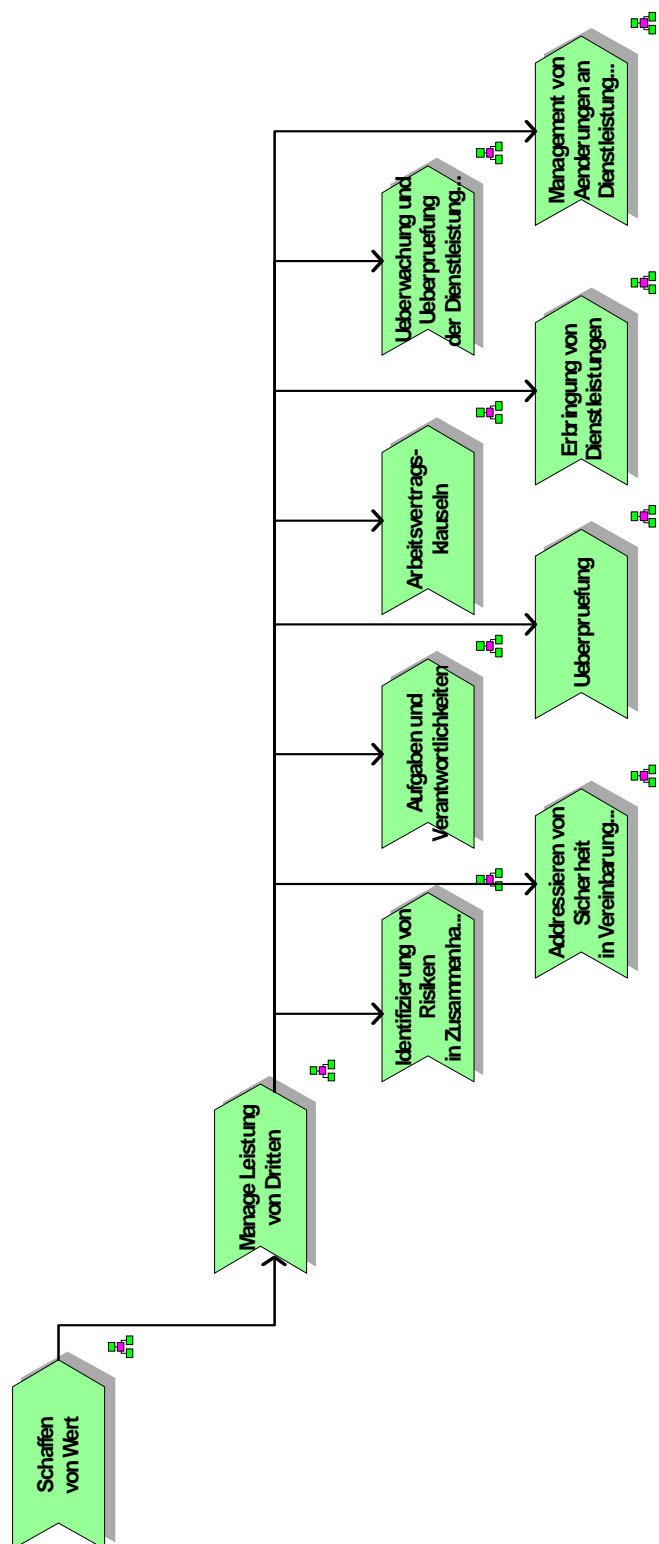 Schaffen
von Wert
Manage Leistung
von Dritten
Identifizierung von
Risiken
in Zusammenha...
Addressieren von
Sicherheit
in Vereinbarung...
Aufgaben und
Verantwortlichkeiten
Ueberpruefung
Arbeitsvertrags-
klauseln
Erbringung von
Dienstleistungen
Ueberwachung und
Ueberpruefung
der Dienstleistung...
Management von
Aenderungen an
Dienstleistung...